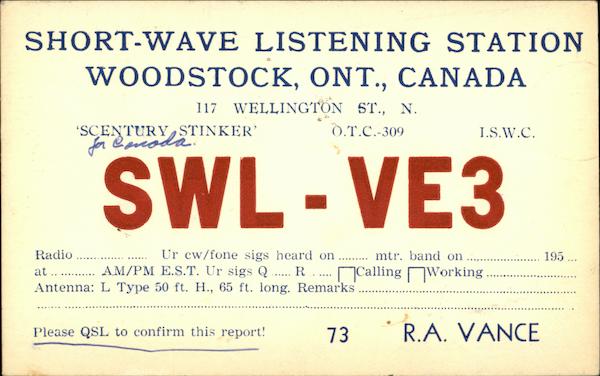 SHORT-WAVE LISTENING STATION
WOODSTOCK, ONT., CANADA
117 WELLINGTON ST., N.
'SCENTURY STINKER' O.T.C.-309 I.S.W.C.
for Canada.
SWL-VE3
Radio .................. Ur cw/fone sigs heard on ......... mtr. band on ..................... 195 ....
at ............ AM/PM E.S.T. Ur sigs Q ..... R ..... Calling Working .......................
Antenna: L Type 50 ft. H., 65 ft. long. Remarks ..........................................
Please QSL to confirm this report! 73 R.A. VANCE